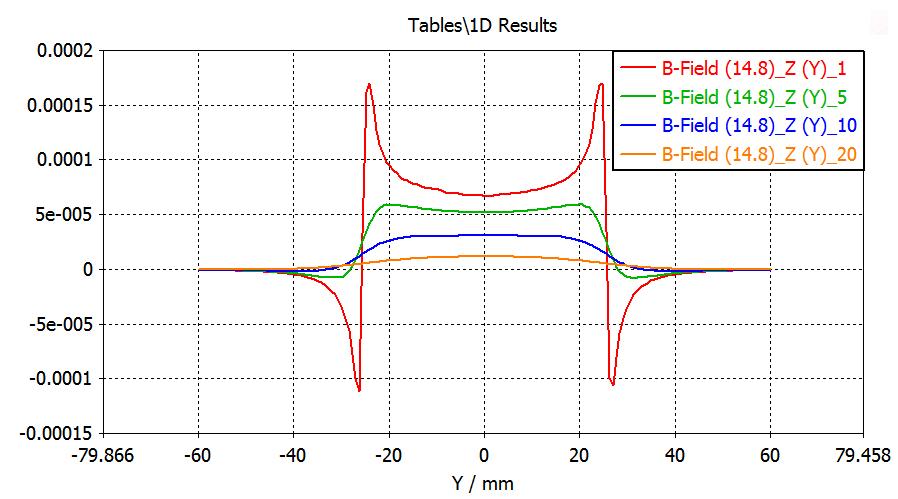 Tables\1D Results
0.0002
0.00015
0.0001
5e-005
0
-5e-005
-0.0001
-0.00015
B-Field (14.8)_Z (Y)_1
B-Field (14.8)_Z (Y)_5
B-Field (14.8)_Z (Y)_10
B-Field (14.8)_Z (Y)_20
-79.866 -60 -40 -20 0 20 40 60 79.458
Y / mm